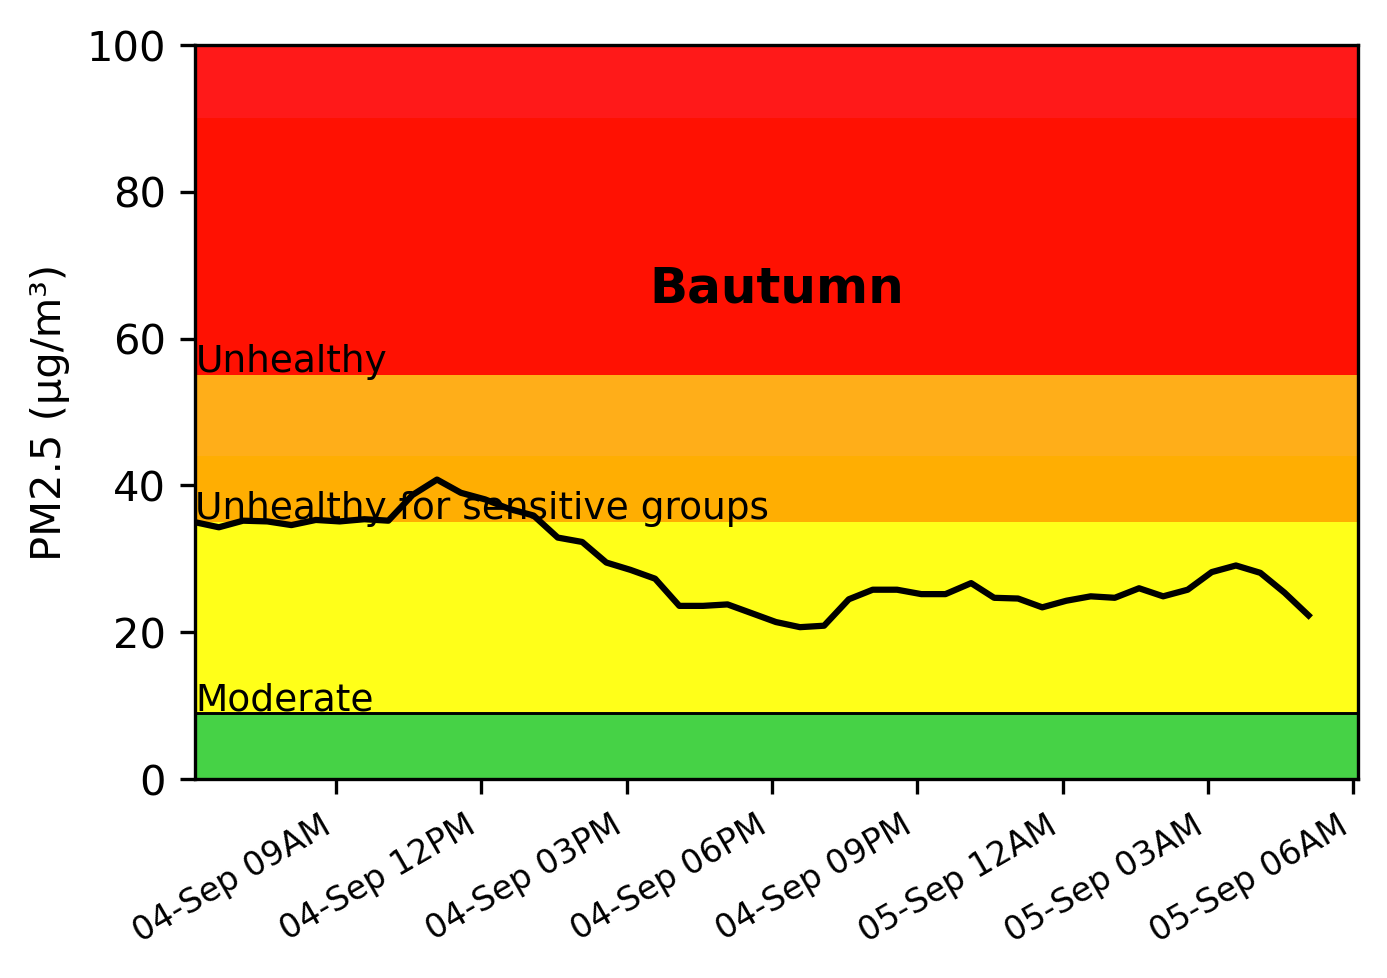 100
80
60
40
20
0
PM2.5 (µg/m³)
Bautumn
Unhealthy
Unhealthy for sensitive groups
Moderate
04-Sep 09AM
04-Sep 12PM
04-Sep 03PM
04-Sep 06PM
04-Sep 09PM
05-Sep 12AM
05-Sep 03AM
05-Sep 06AM